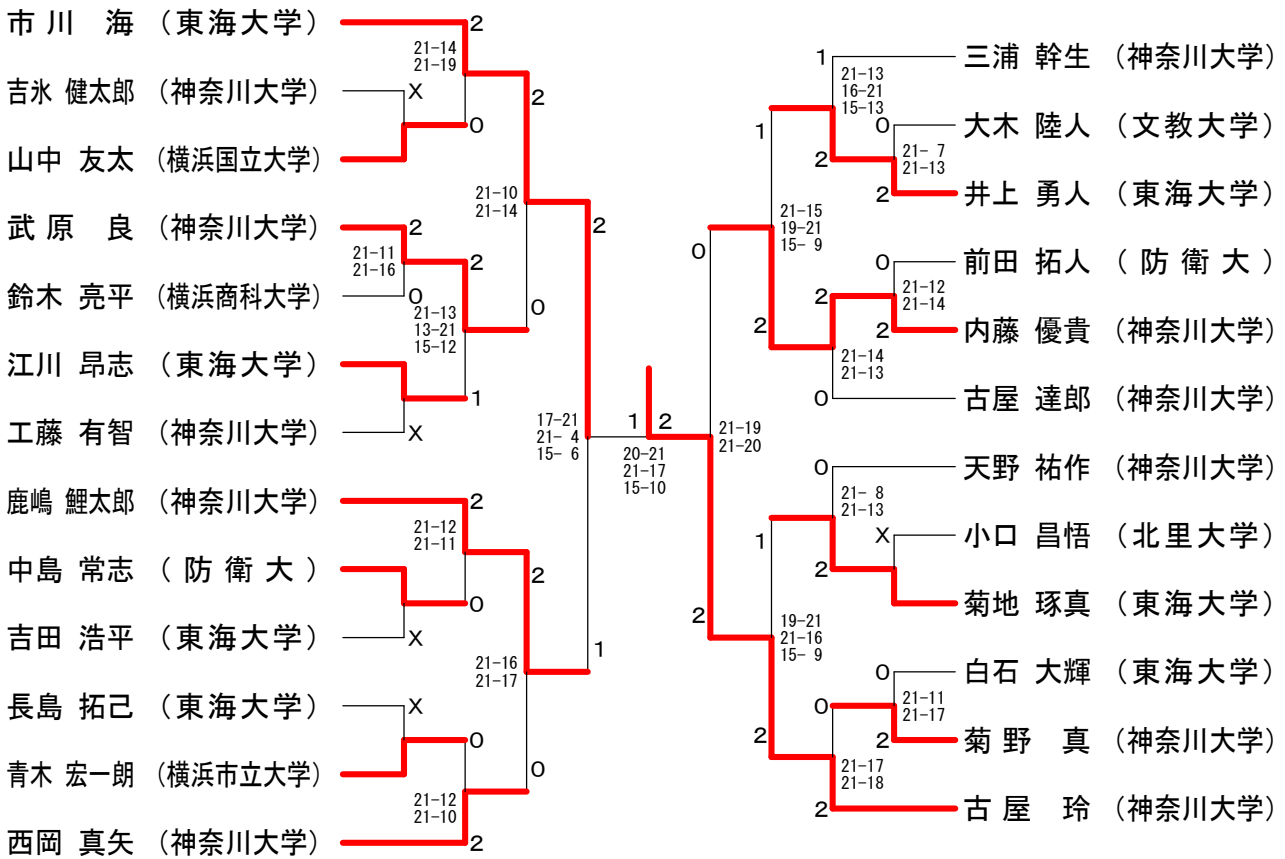 市川 海 （東海大学）
吉氷 健太郎 （神奈川大学）
山中 友太 （横浜国立大学）
武原 良 （神奈川大学）
鈴木 亮平 （横浜商科大学）
江川 昂志 （東海大学）
工藤 有智 （神奈川大学）
鹿嶋 鯉太郎 （神奈川大学）
中島 常志 （防衛大）
吉田 浩平 （東海大学）
長島 拓己 （東海大学）
青木 宏一朗 （横浜市立大学）
西岡 真矢 （神奈川大学）
2
21-14
21-19
X
0
2
21-11
21-16
0
2
21-13
13-21
15-12
1
X
2
21-10
21-14
0
2
21-12
21-11
0
X
X
0
21-12
21-10
2
2
21-16
21-17
0
2
17-21
21- 4
15- 6
1
1
2
20-21
21-17
15-10
0
21-19
21-20
2
1
21-15
19-21
15- 9
2
1
19-21
21-16
15- 9
2
1
21-13
16-21
15-13
2
0
21- 7
21-13
2
0
21-12
21-14
2
2
21-14
21-13
0
0
21- 8
21-13
2
X
0
21-11
21-17
2
0
21-17
21-18
2
三浦 幹生 （神奈川大学）
大木 陸人 （文教大学）
井上 勇人 （東海大学）
前田 拓人 （防衛大）
内藤 優貴 （神奈川大学）
古屋 達郎 （神奈川大学）
天野 祐作 （神奈川大学）
小口 昌悟 （北里大学）
菊地 琢真 （東海大学）
白石 大輝 （東海大学）
菊野 真 （神奈川大学）
古屋 玲 （神奈川大学）